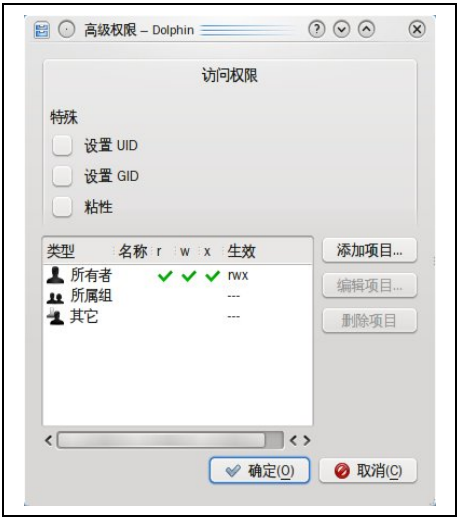 高级权限 – Dolphin
访问权限
特殊
设置 UID
设置 GID
粘性
类型 名称 r w x 生效
所有者 rwx
所属组 ---
其它 ---
添加项目...
编辑项目...
删除项目
确定(O)
取消(C)